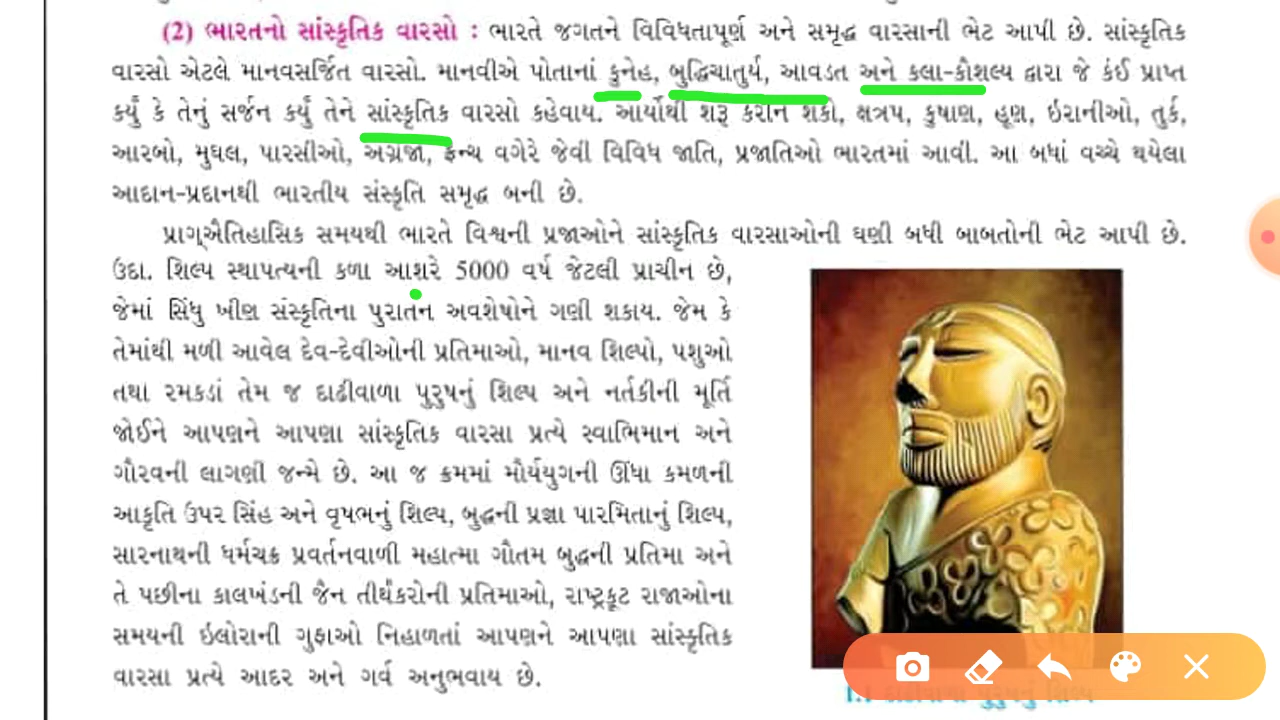 (2) ભારતનો સાંસ્કૃતિક વારસો : ભારતે જગતને વિવિધતાપૂર્ણ અને સમૃદ્ધ વારસાની ભેટ આપી છે. સાંસ્કૃતિક
વારસો એટલે માનવસર્જિત વારસો. માનવીએ પોતાનાં કુનેહ, બુદ્ધિચાતુર્ય, આવડત અને કલા-કૌશલ્ય દ્વારા જે કંઈ પ્રાપ્ત
કર્યું કે તેનું સર્જન કર્યું તેને સાંસ્કૃતિક વારસો કહેવાય. આર્યોથી શરૂ કરીને શકો, ક્ષત્રપ, કુષાણ, હૂણ, ઇરાનીઓ, તુર્ક,
આરબો, મુઘલ, પારસીઓ, અંગ્રેજો, ફ્રેન્ચ વગેરે જેવી વિવિધ જાતિ, પ્રજાતિઓ ભારતમાં આવી. આ બધાં વચ્ચે થયેલા
આદાન-પ્રદાનથી ભારતીય સંસ્કૃતિ સમૃદ્ધ બની છે.
પ્રાગ્ઐતિહાસિક સમયથી ભારતે વિશ્વની પ્રજાઓને સાંસ્કૃતિક વારસાઓની ઘણી બધી બાબતોની ભેટ આપી છે.
ઉદા. શિલ્પ સ્થાપત્યની કળા આશરે 5000 વર્ષ જેટલી પ્રાચીન છે,
જેમાં સિંધુ ખીણ સંસ્કૃતિના પુરાતન અવશેષોને ગણી શકાય. જેમ કે
તેમાંથી મળી આવેલ દેવ-દેવીઓની પ્રતિમાઓ, માનવ શિલ્પો, પશુઓ
તથા રમકડાં તેમ જ દાઢીવાળા પુરુષનું શિલ્પ અને નર્તકીની મૂર્તિ
જોઈને આપણને આપણા સાંસ્કૃતિક વારસા પ્રત્યે સ્વાભિમાન અને
ગૌરવની લાગણી જન્મે છે. આ જ ક્રમમાં મૌર્યયુગની ઊંધા કમળની
આકૃતિ ઉપર સિંહ અને વૃષભનું શિલ્પ, બુદ્ધની પ્રજ્ઞા પારમિતાનું શિલ્પ,
સારનાથની ધર્મચક્ર પ્રવર્તનવાળી મહાત્મા ગૌતમ બુદ્ધની પ્રતિમા અને
તે પછીના કાલખંડની જૈન તીર્થંકરોની પ્રતિમાઓ, રાષ્ટ્રકૂટ રાજાઓના
સમયની ઇલોરાની ગુફાઓ નિહાળતાં આપણને આપણા સાંસ્કૃતિક
વારસા પ્રત્યે આદર અને ગર્વ અનુભવાય છે.